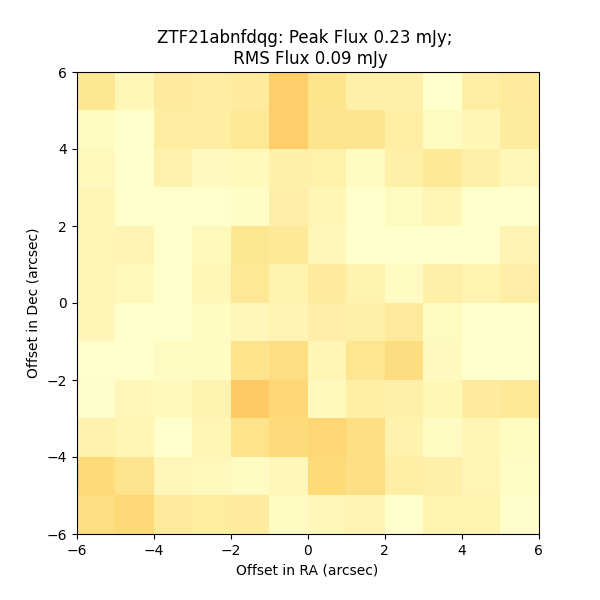 ZTF21abnfdqg: Peak Flux 0.23 mJy;
RMS Flux 0.09 mJy
6
4
2
0
−2
−4
−6
Offset in Dec (arcsec)
−6 −4 −2 0 2 4 6
Offset in RA (arcsec)